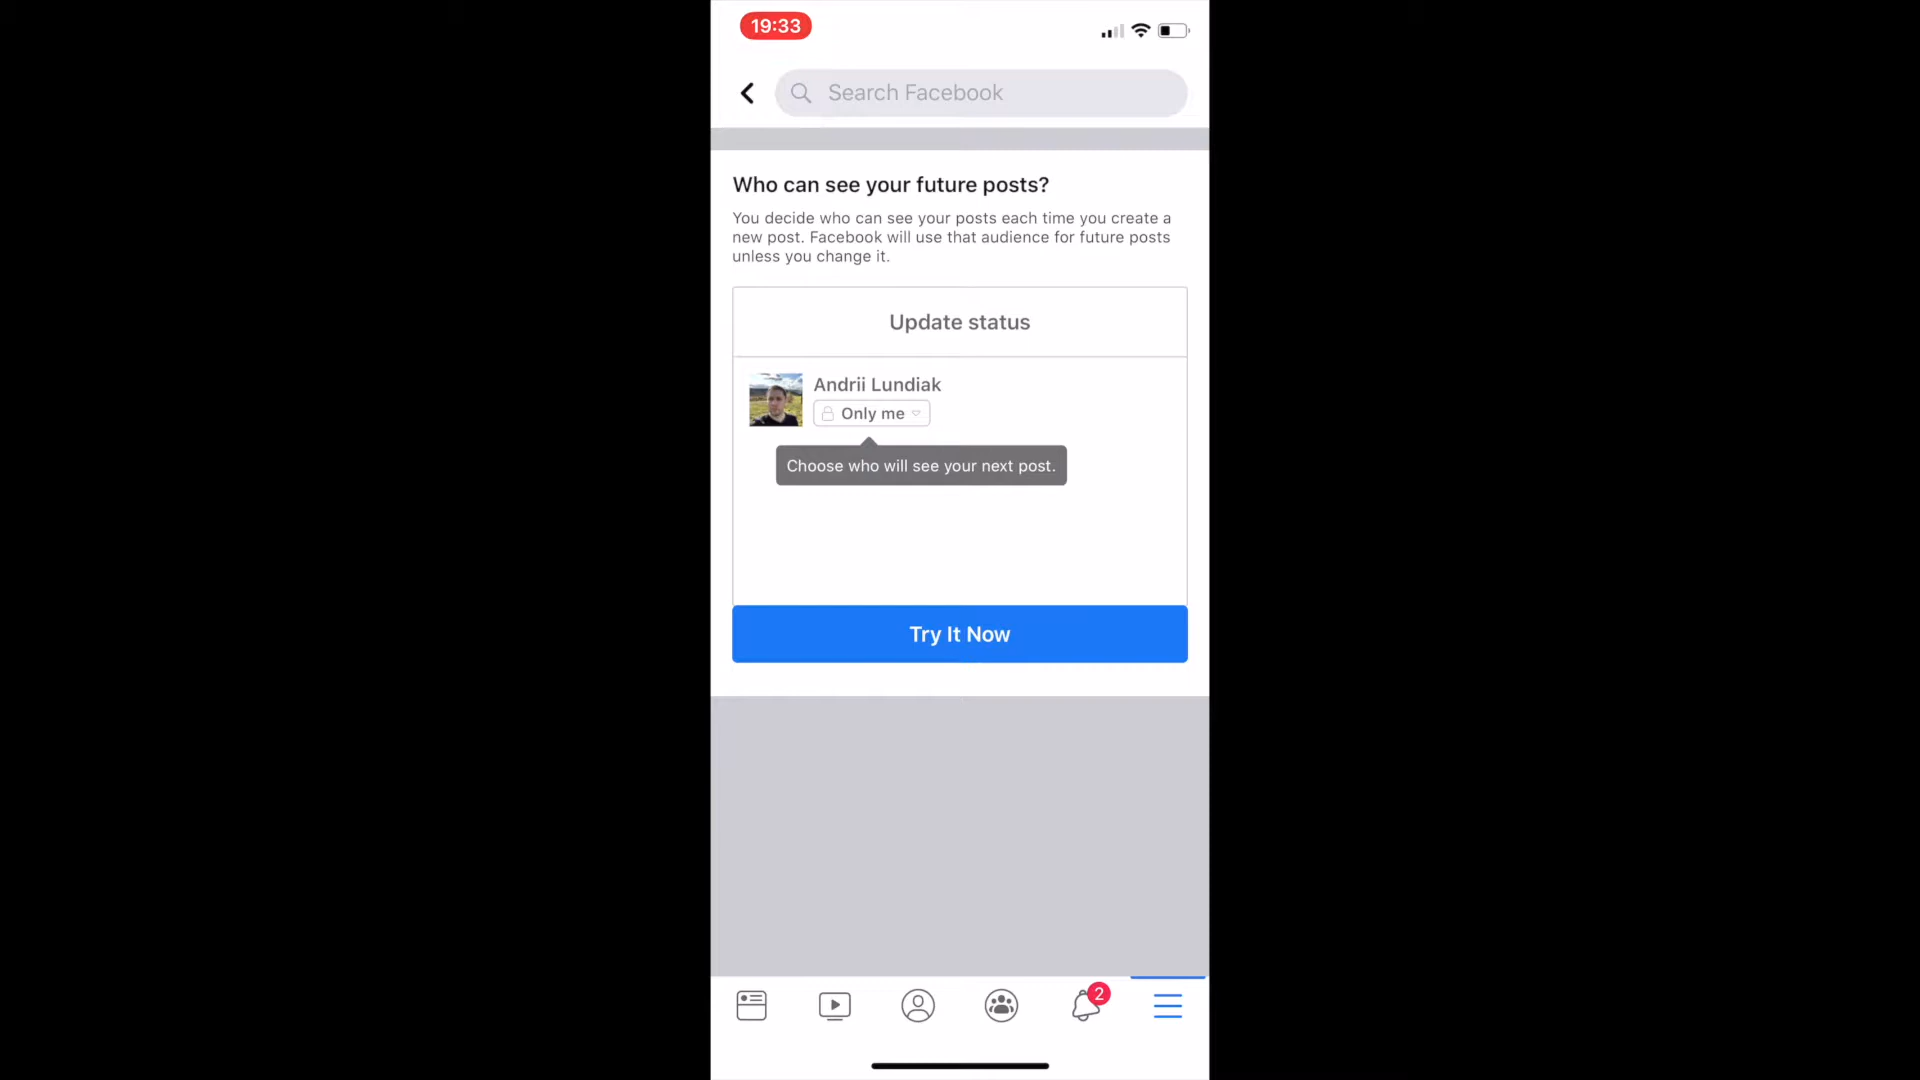 19:33
Search Facebook
Who can see your future posts?
You decide who can see your posts each time you create a
new post. Facebook will use that audience for future posts
unless you change it.
Update status
Andrii Lundiak
Only me
Choose who will see your next post.
Try It Now
2